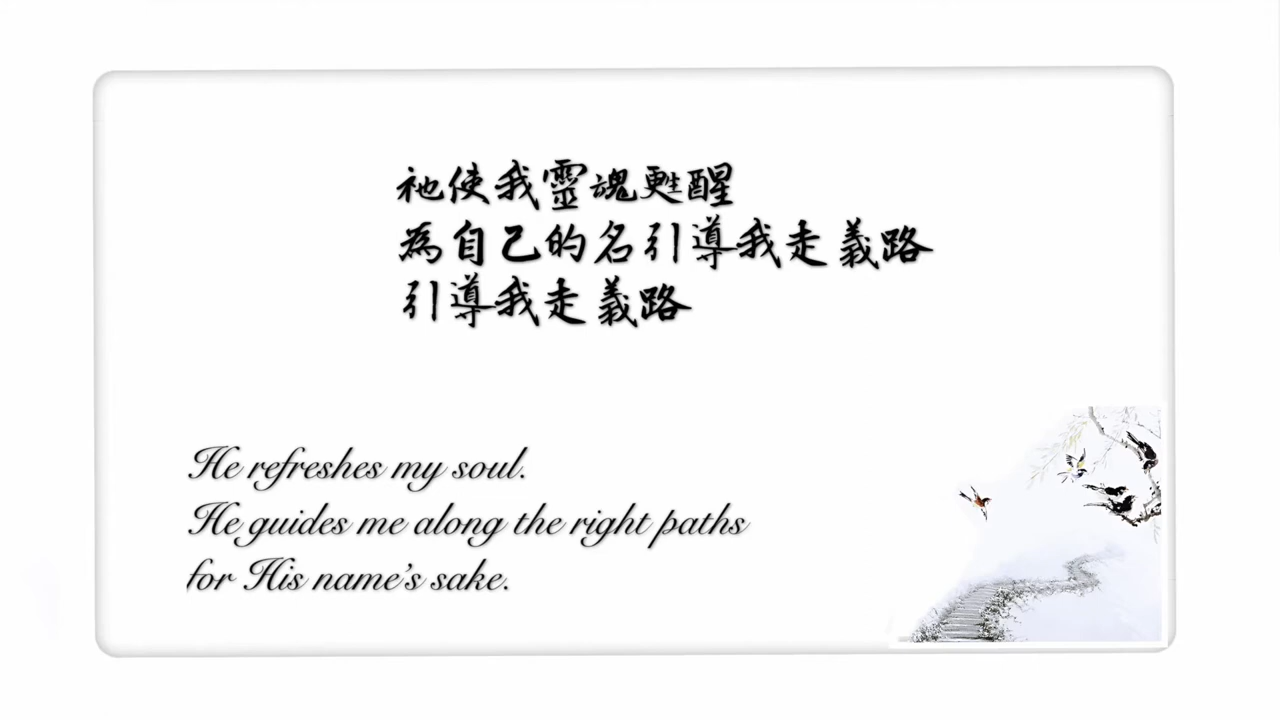 祂使我靈魂甦醒
為自己的名引導我走義路
引導我走義路
He refreshes my soul.
He guides me along the right paths
for His name's sake.